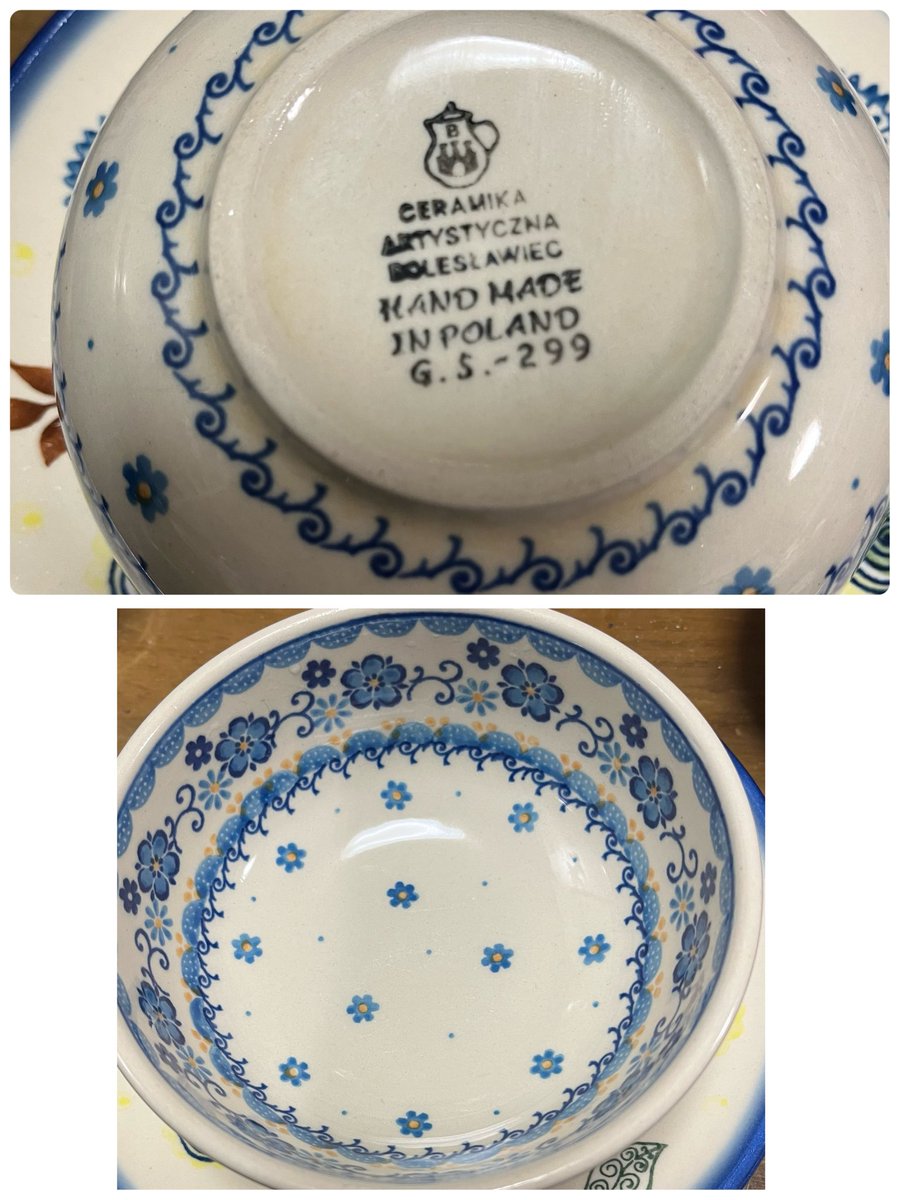 B
CERAMIKA
ARTYSTYCZNA
BOLESŁAWIEC
HAND MADE
IN POLAND
G.S.-299